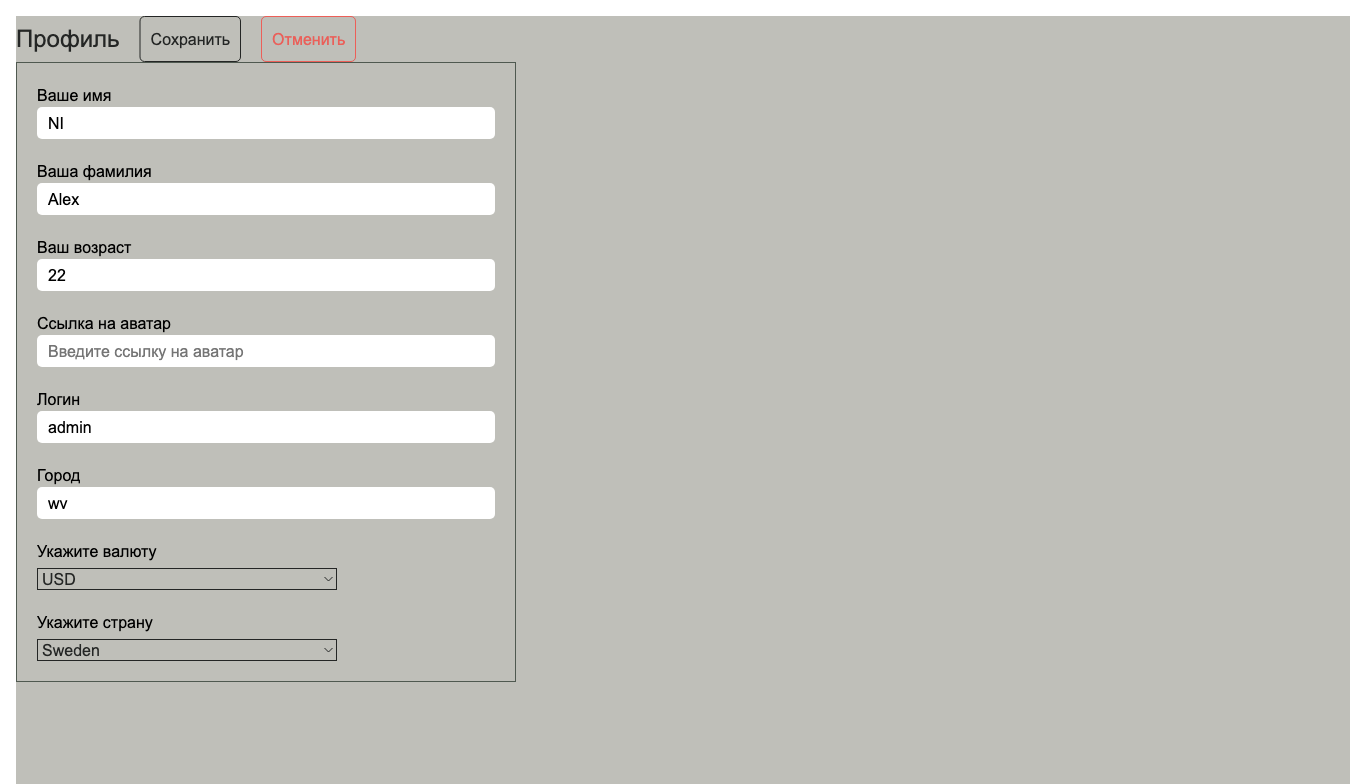 Профиль Сохранить Отменить
Ваше имя
NI
Ваша фамилия
Alex
Ваш возраст
22
Ссылка на аватар
Введите ссылку на аватар
Логин
admin
Город
wv
Укажите валюту
USD
Укажите страну
Sweden